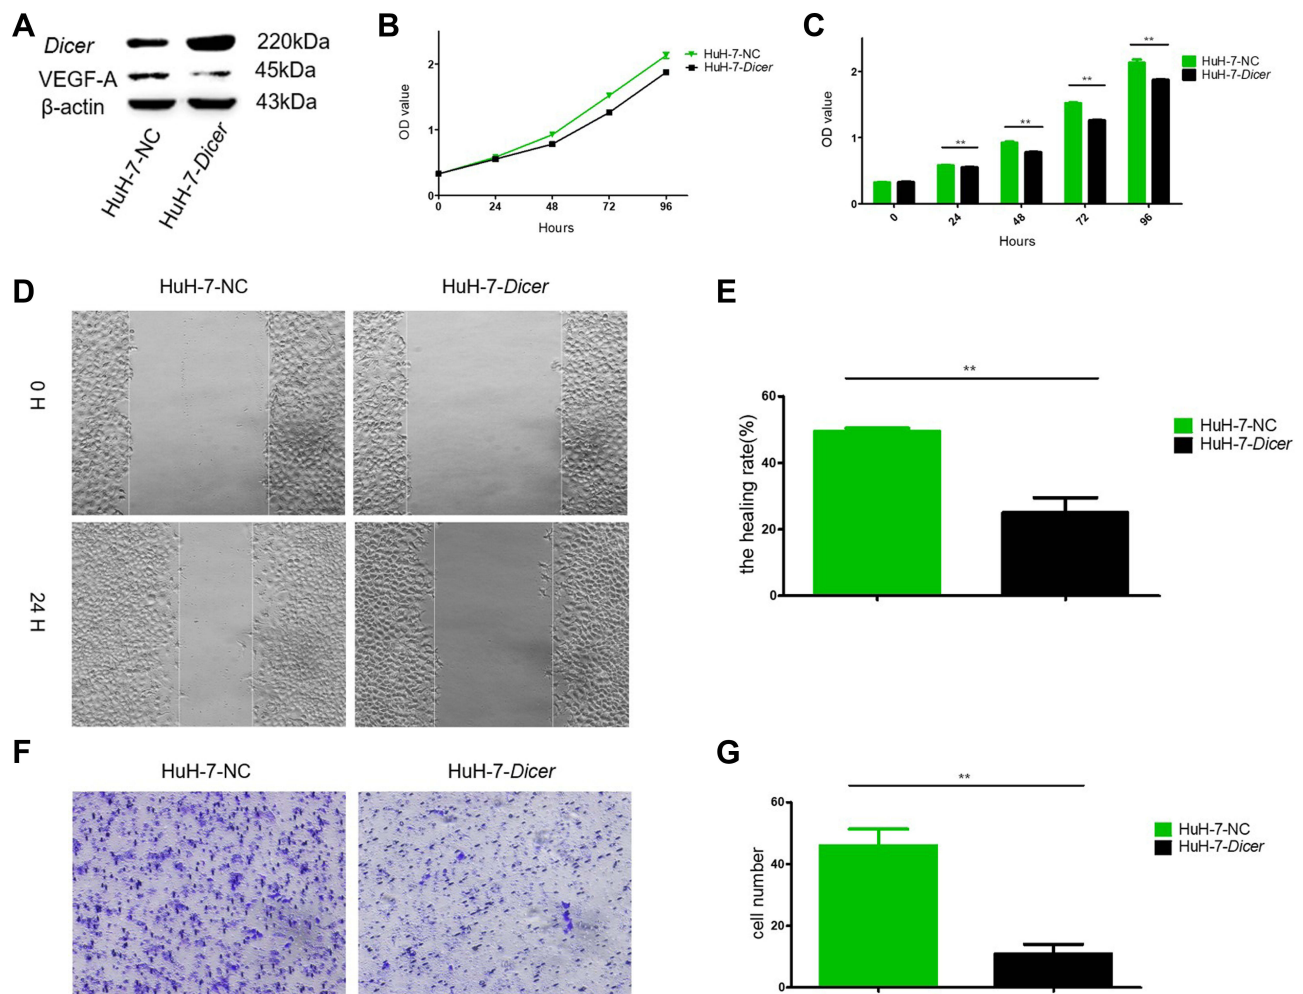 A
Dicer 220kDa
VEGF-A 45kDa
β-actin 43kDa
HuH-7-NC
HuH-7-Dicer
B
OD value
2
1
0
0 24 48 72 96
Hours
HuH-7-NC
HuH-7-Dicer
C
OD value
2
1
0
** ** ** **
0 24 48 72 96
Hours
HuH-7-NC
HuH-7-Dicer
D
HuH-7-NC HuH-7-Dicer
0 H
24 H
E
**
the healing rate(%)
60
40
20
0
HuH-7-NC
HuH-7-Dicer
F
HuH-7-NC HuH-7-Dicer
G
**
cell number
60
40
20
0
HuH-7-NC
HuH-7-Dicer